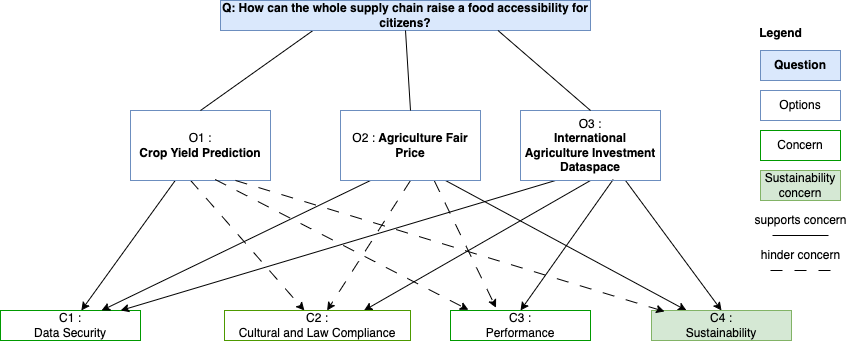 Q: How can the whole supply chain raise a food accessibility for
citizens?
Legend
Question
Options
Concern
Sustainability
concern
supports concern
hinder concern
O1 :
Crop Yield Prediction
O2 : Agriculture Fair
Price
O3 :
International
Agriculture Investment
Dataspace
C1 :
Data Security
C2 :
Cultural and Law Compliance
C3 :
Performance
C4 :
Sustainability